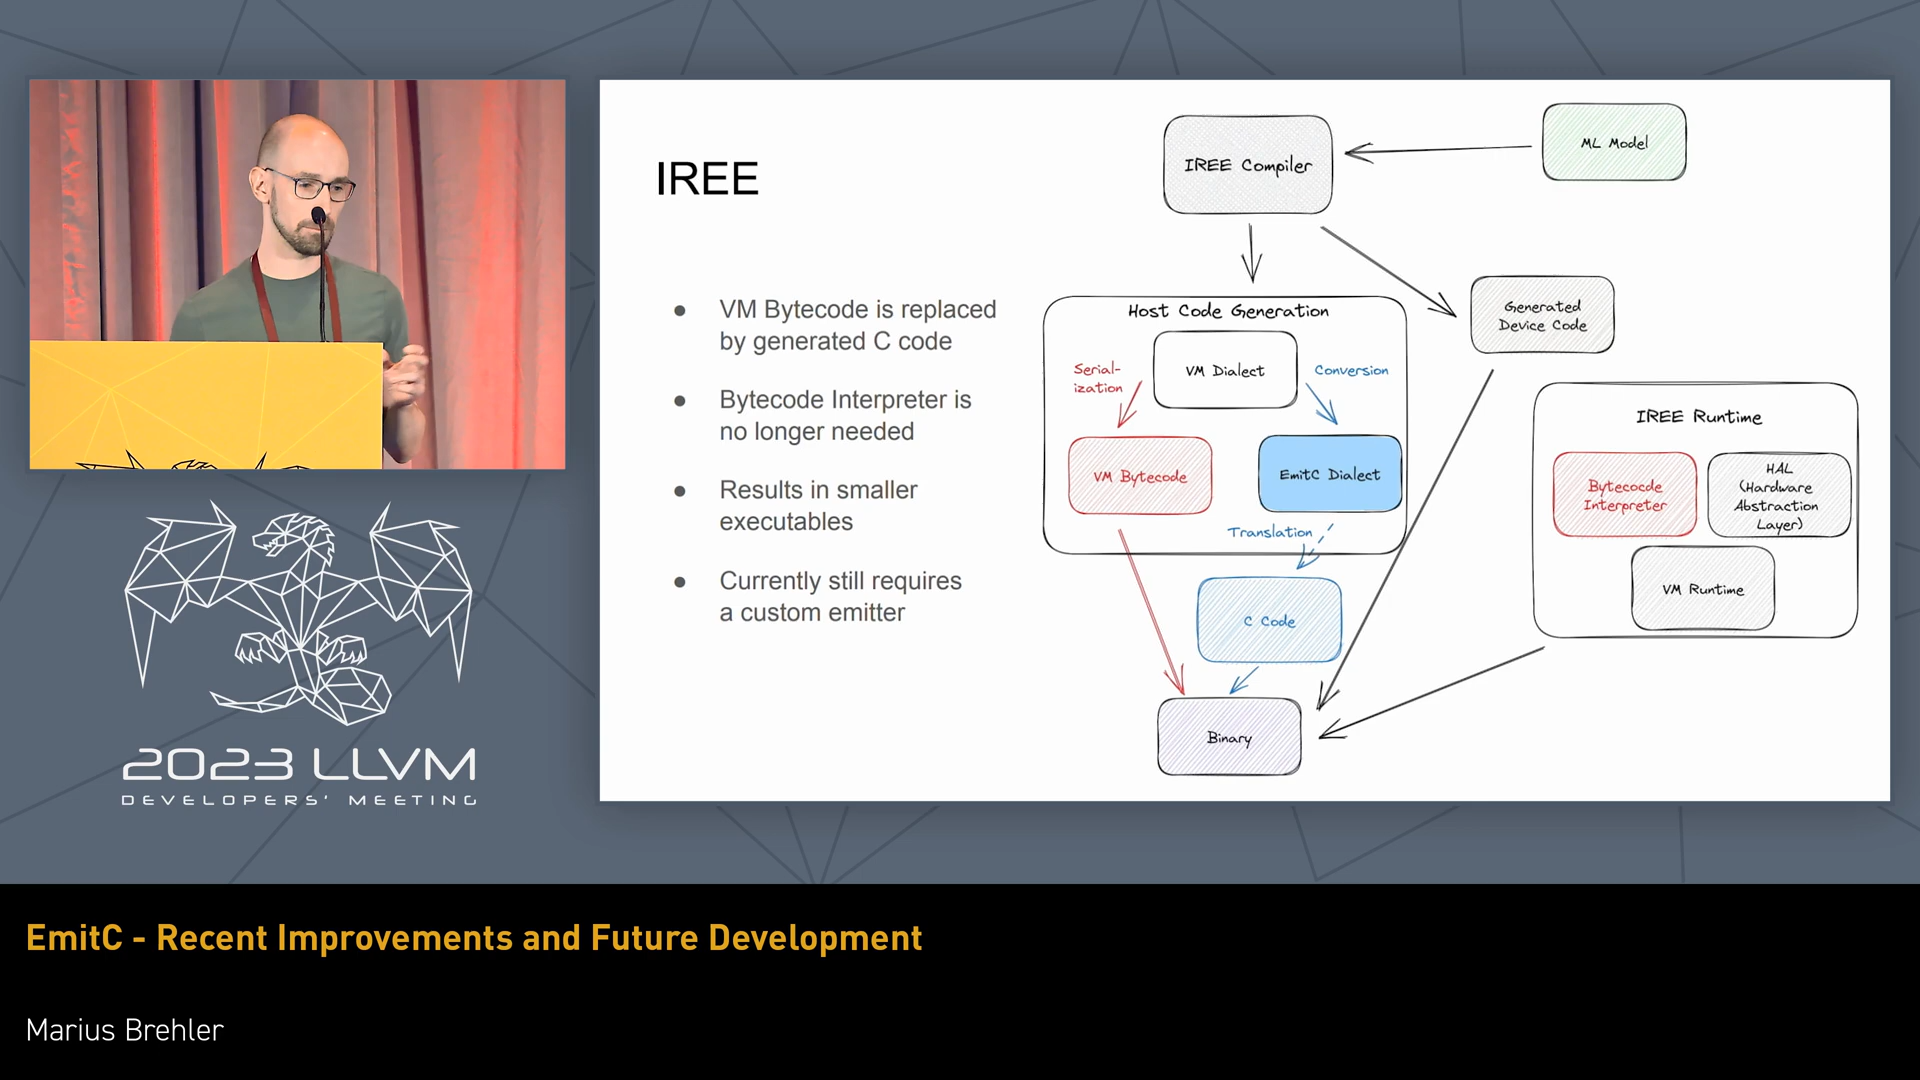 IREE
VM Bytecode is replaced
by generated C code
Bytecode Interpreter is
no longer needed
Results in smaller
executables
Currently still requires
a custom emitter
IREE Compiler
ML Model
Host Code Generation
Generated
Device Code
VM Dialect
Serial-
ization
Conversion
VM Bytecode
EmitC Dialect
Translation
C Code
Binary
IREE Runtime
Bytecocde
Interpreter
HAL
(Hardware
Abstraction
Layer)
VM Runtime
2023 LLVM
DEVELOPERS' MEETING
EmitC - Recent Improvements and Future Development
Marius Brehler